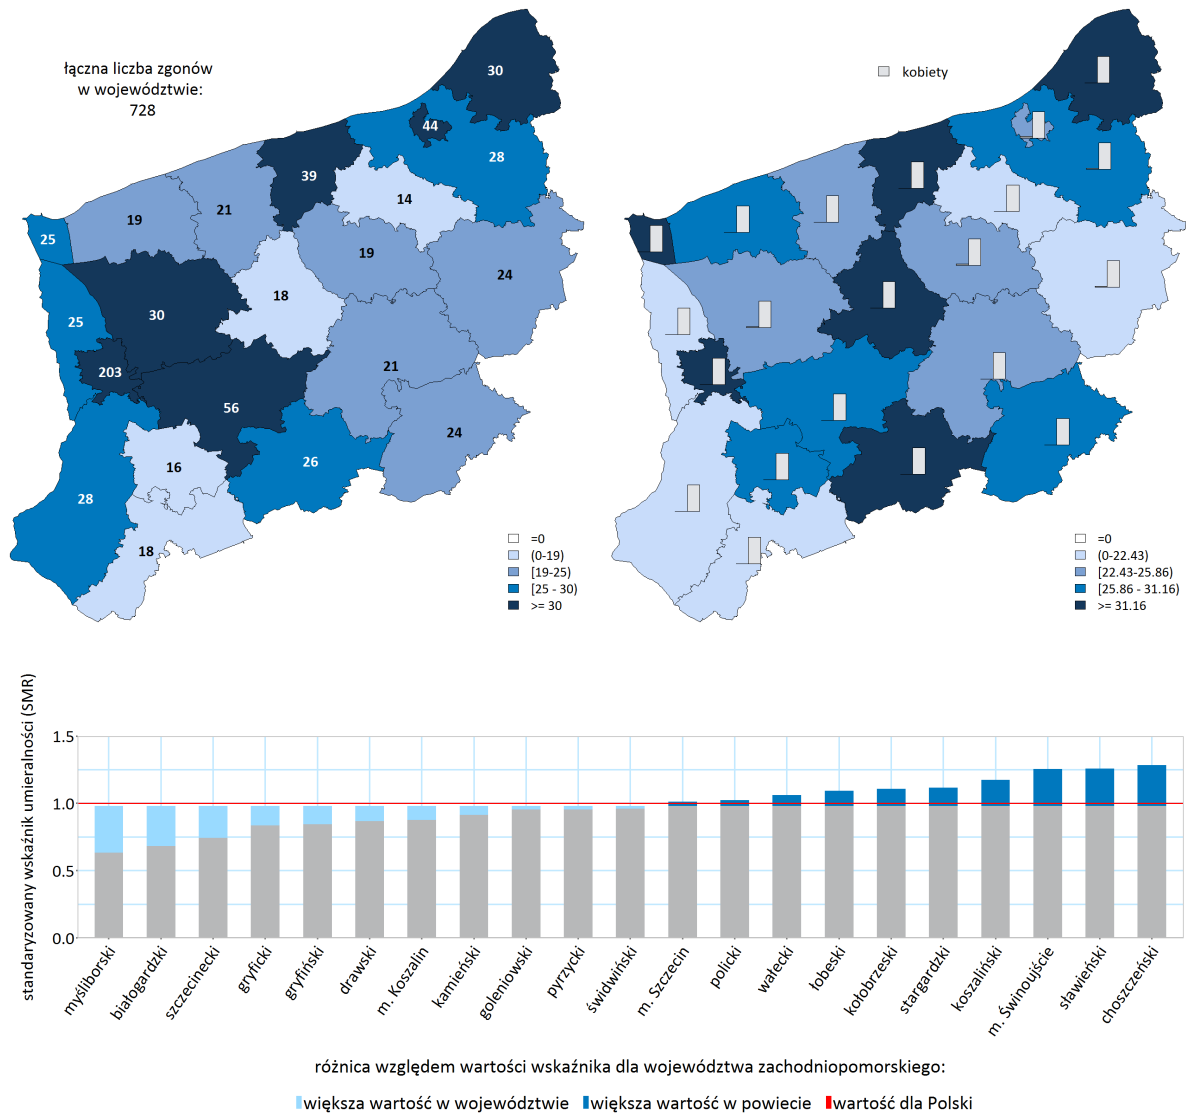 łączna liczba zgonów
w województwie:
728
30
44
28
39
14
21
19
25
19
24
18
30
25
203
21
56
24
26
16
28
18
=0
(0-19)
[19-25)
[25 - 30)
>= 30
kobiety
=0
(0-22.43)
[22.43-25.86)
[25.86 - 31.16)
>= 31.16
standaryzowany wskaźnik umieralności (SMR)
1.5
1.0
0.5
0.0
myśliborski
białogardzki
szczecinecki
gryficki
gryfiński
drawski
m. Koszalin
kamieński
goleniowski
pyrzycki
świdwiński
m. Szczecin
policki
wałecki
łobeski
kołobrzeski
stargardzki
koszaliński
m. Świnoujście
sławieński
choszczeński
różnica względem wartości wskaźnika dla województwa zachodniopomorskiego:
większa wartość w województwie większa wartość w powiecie wartość dla Polski